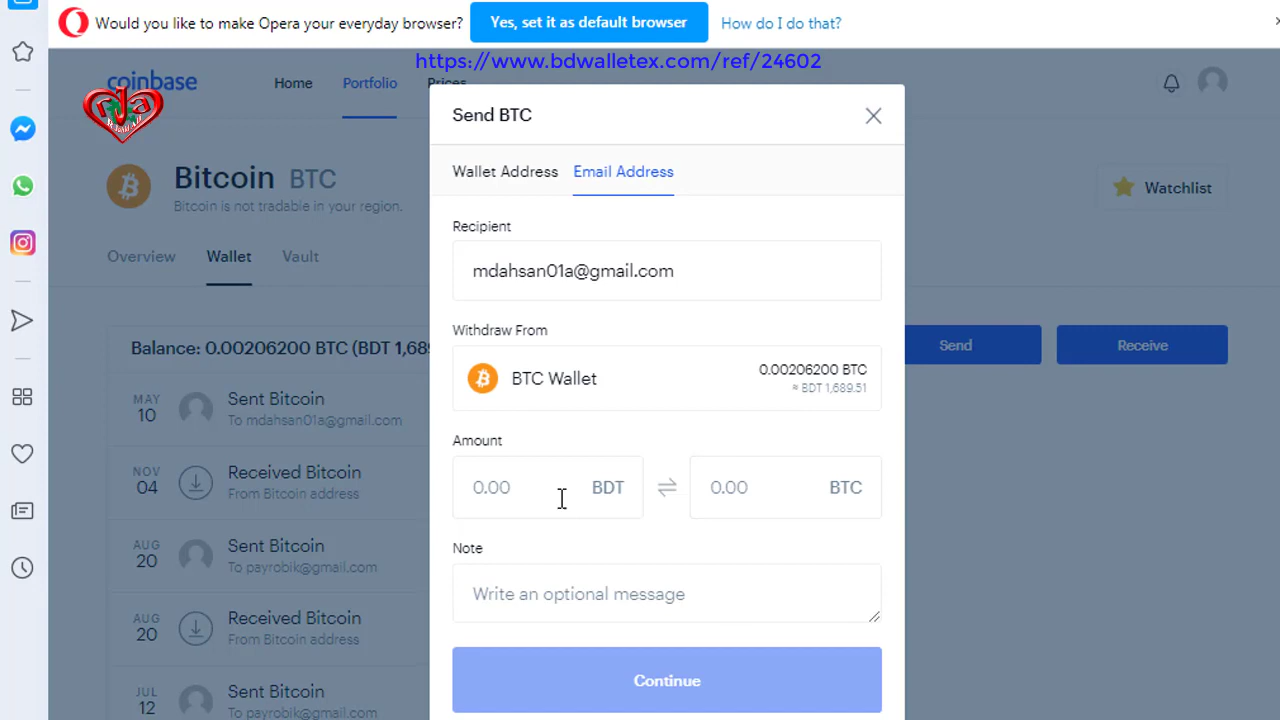 Would you like to make Opera your everyday browser? Yes, set it as default browser How do I do that?
https://www.bdwalletex.com/ref/24602
coinbase Home Portfolio Prices
Send BTC
Wallet Address Email Address
Bitcoin BTC
Bitcoin is not tradable in your region.
Watchlist
Recipient
mdahsan01a@gmail.com
Overview Wallet Vault
Withdraw From
Balance: 0.00206200 BTC (BDT 1,689
Send Receive
BTC Wallet 0.00206200 BTC
≈ BDT 1,689.51
MAY 10 Sent Bitcoin
To mdahsan01a@gmail.com
Amount
0.00 BDT 0.00 BTC
NOV 04 Received Bitcoin
From Bitcoin address
AUG 20 Sent Bitcoin
To payrobik@gmail.com
Note
Write an optional message
AUG 20 Received Bitcoin
From Bitcoin address
Continue
JUL 12 Sent Bitcoin
To payrobik@gmail.com